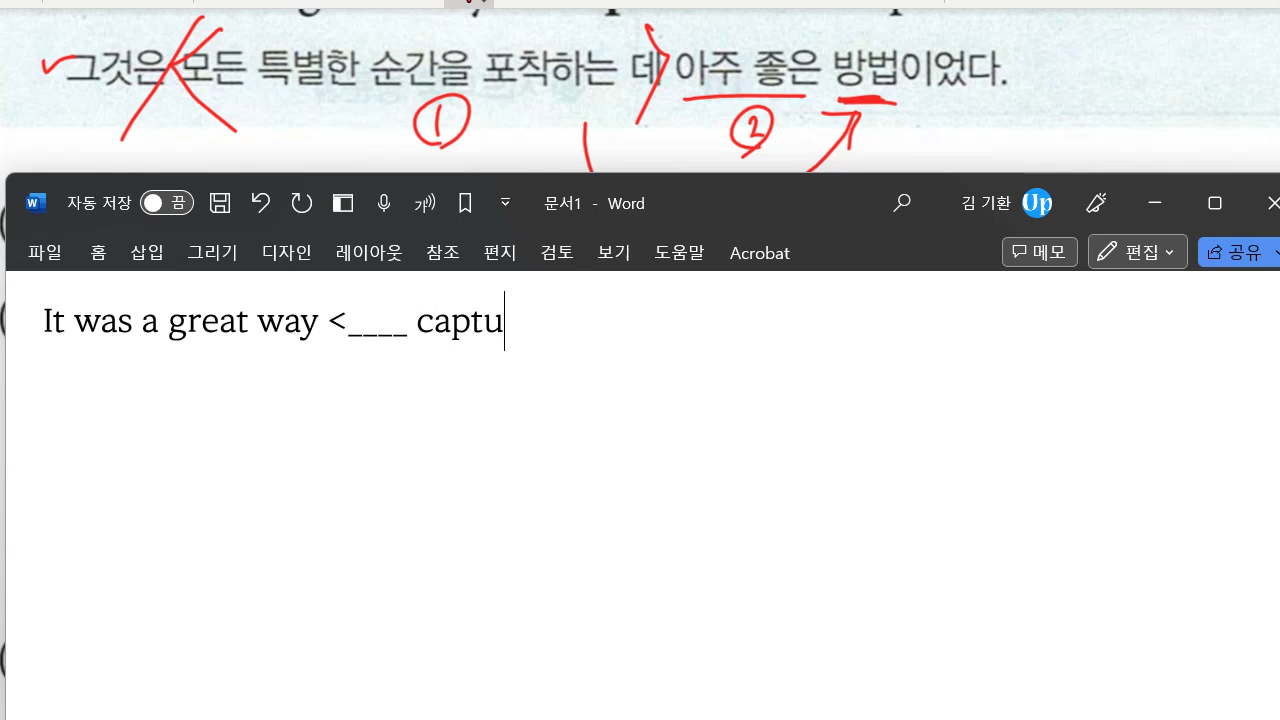 그것은 모든 특별한 순간을 포착하는 데 아주 좋은 방법이었다.
① ②
자동 저장 끔 가 문서1 - Word 김 기환 Up
파일 홈 삽입 그리기 디자인 레이아웃 참조 편지 검토 보기 도움말 Acrobat 메모 편집 공유
It was a great way <____ captu